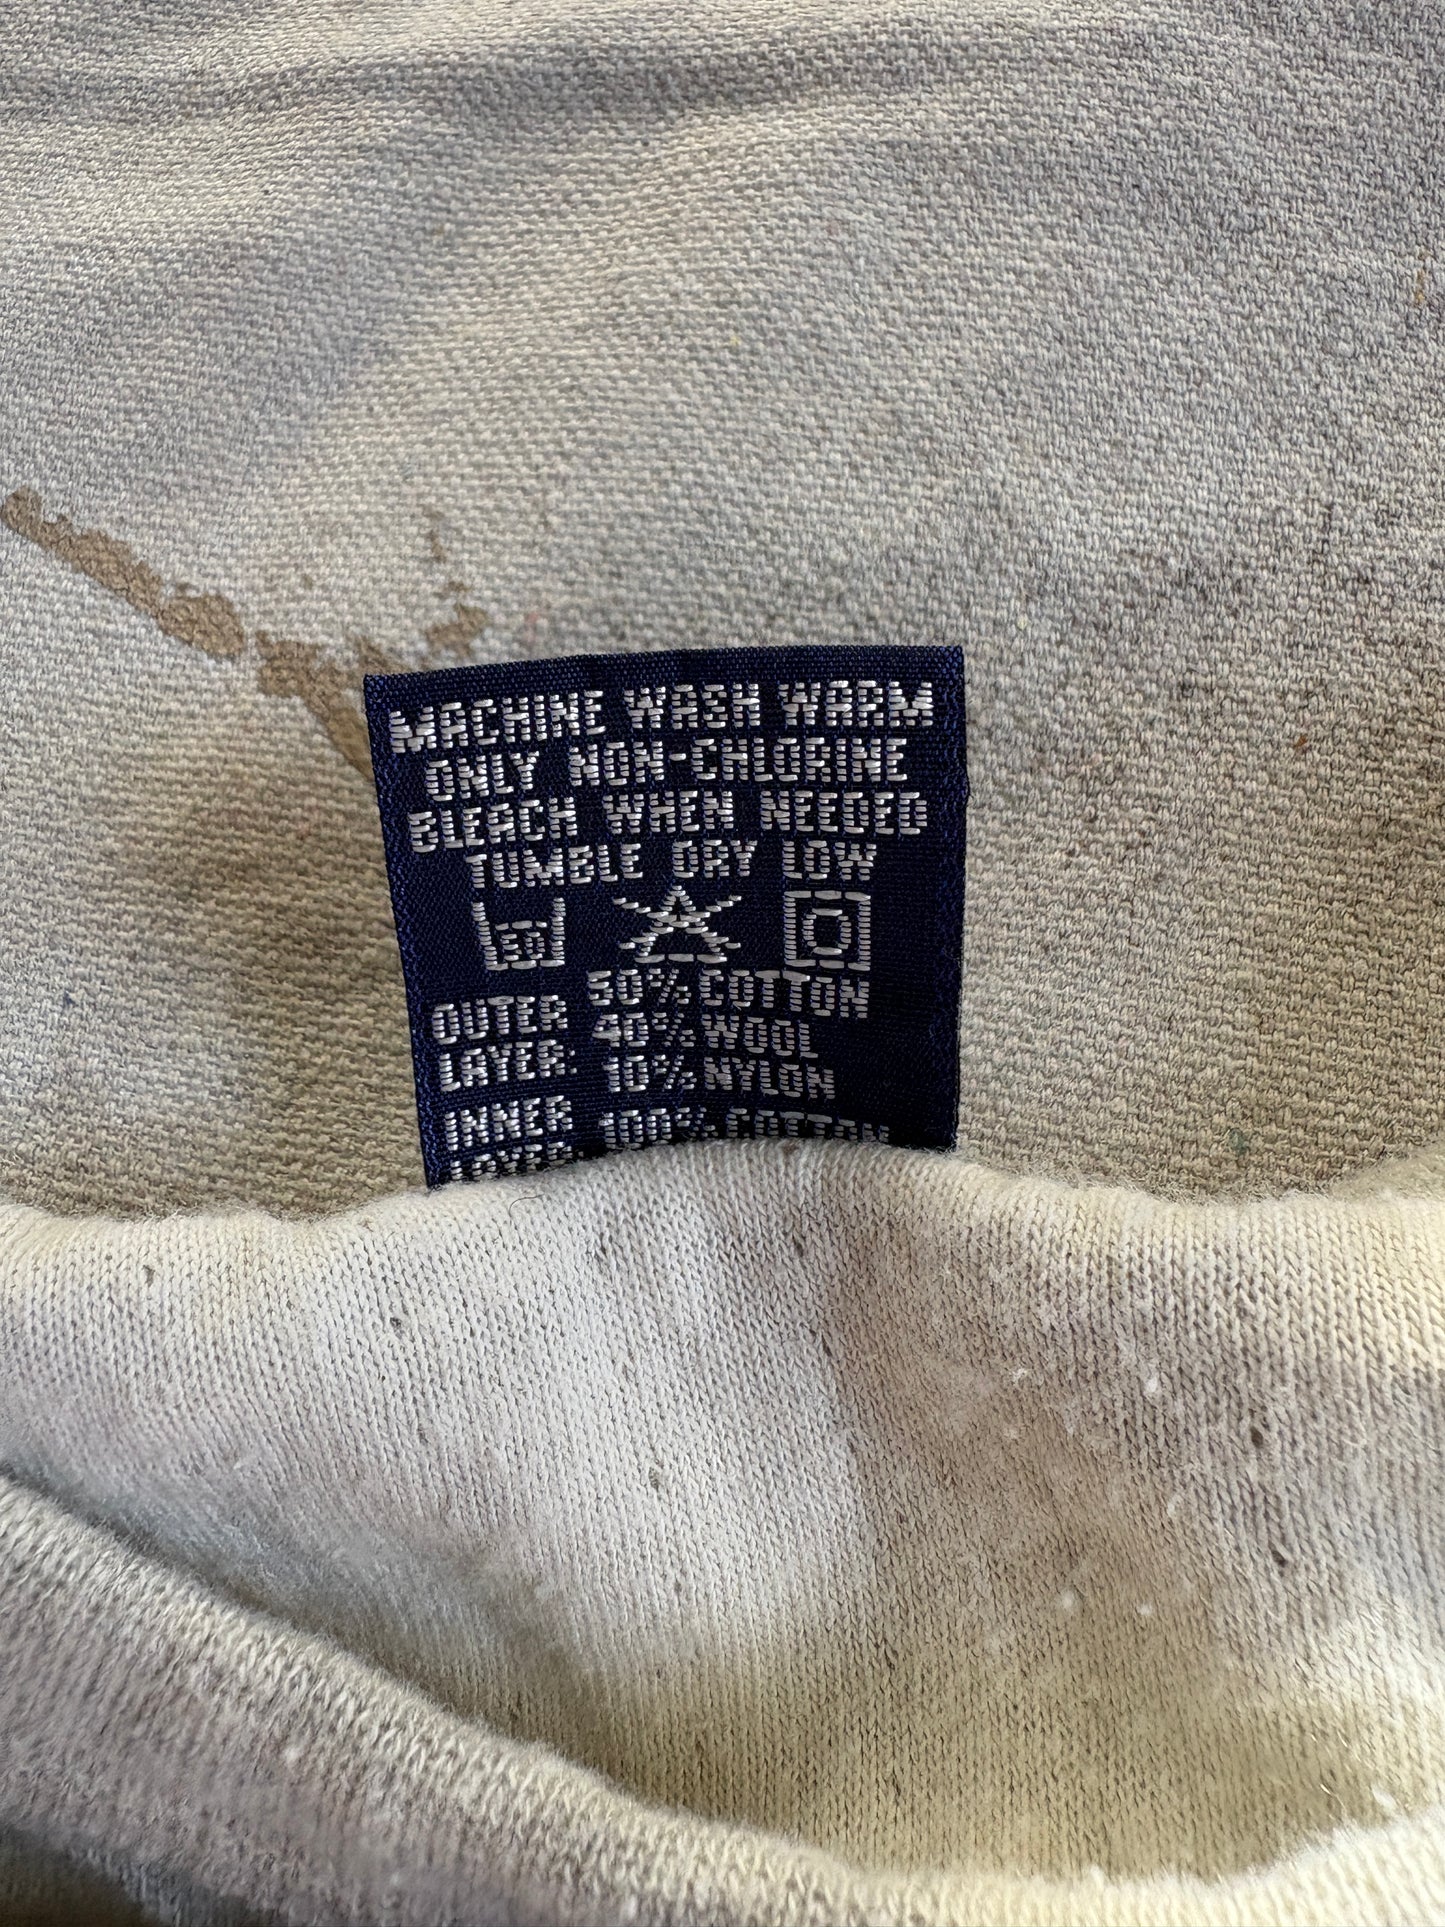 MACHINE WASH WARM
ONLY NON-CHLORINE
BLEACH WHEN NEEDED
TUMBLE DRY LOW
OUTER LAYER:
50% COTTON
40% WOOL
10% NYLON
INNER LAYER:
100% COTTON